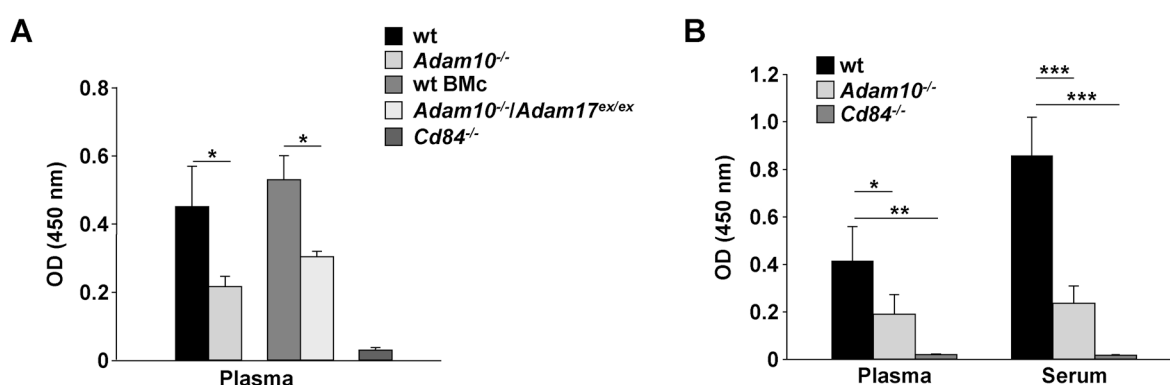 A
wt
Adam10-/-
wt BMc
Adam10-/-/Adam17ex/ex
Cd84-/-
OD (450 nm)
0.8
0.6
0.4
0.2
0
*
*
Plasma
B
wt
Adam10-/-
Cd84-/-
OD (450 nm)
1.2
1.0
0.8
0.6
0.4
0.2
0
*
**
***
***
Plasma
Serum